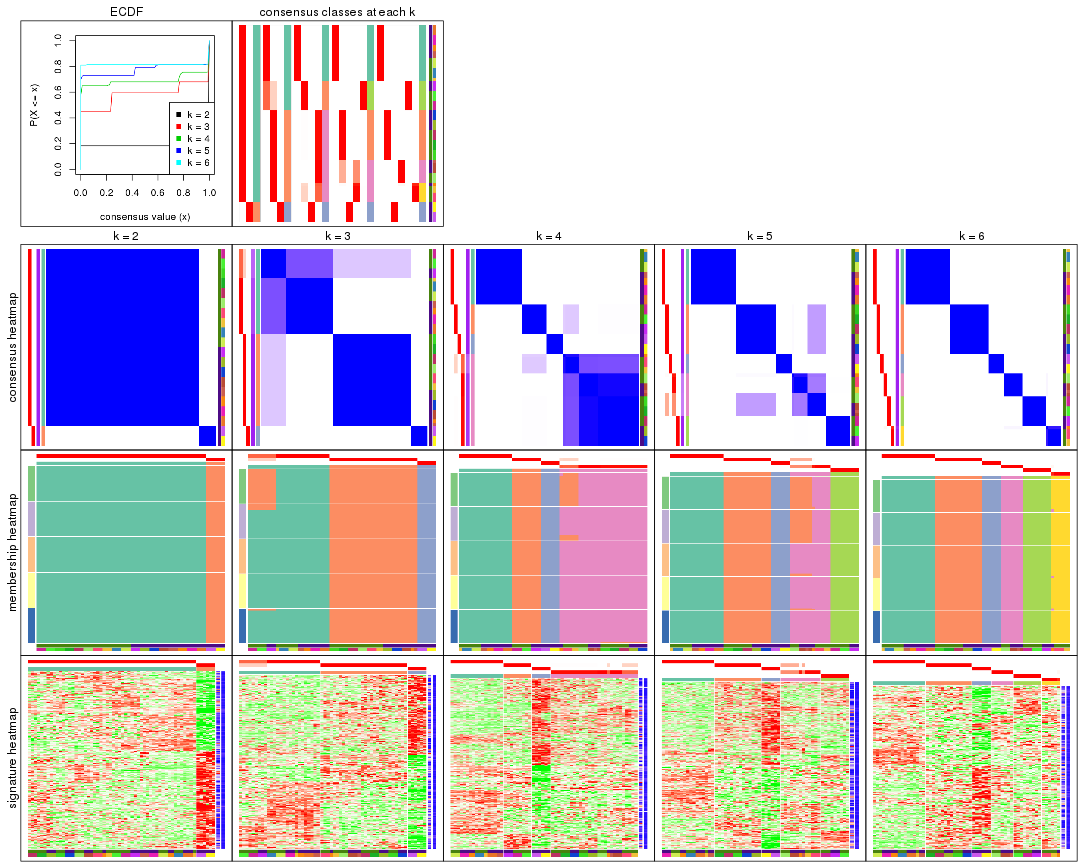 ECDF
consensus classes at each k
P(X <= x)
0.0 0.2 0.4 0.6 0.8 1.0
k = 2
k = 3
k = 4
k = 5
k = 6
0.0 0.2 0.4 0.6 0.8 1.0
consensus value (x)
k = 2
k = 3
k = 4
k = 5
k = 6
consensus heatmap
membership heatmap
signature heatmap